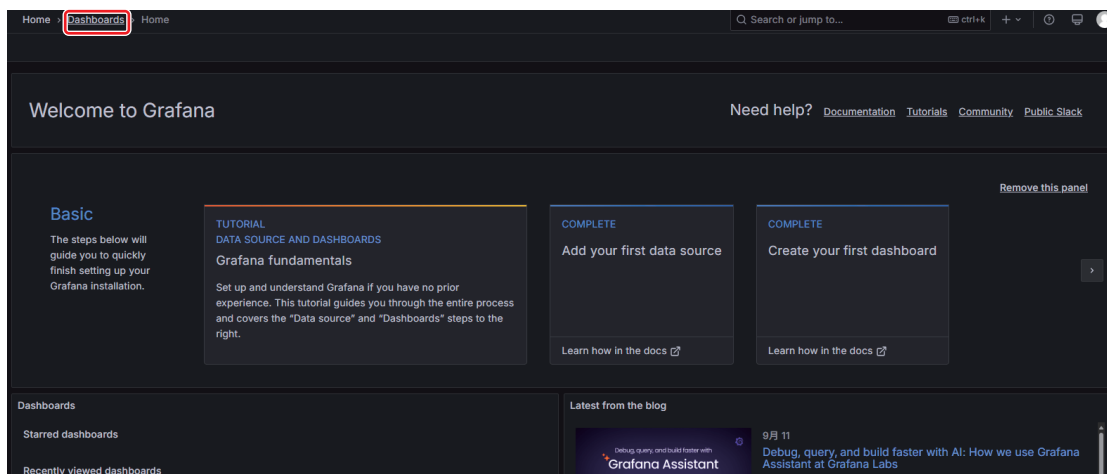 Home › Dashboards › Home
Search or jump to...
ctrl+k
Welcome to Grafana
Need help? Documentation Tutorials Community Public Slack
Remove this panel
Basic
The steps below will
guide you to quickly
finish setting up your
Grafana installation.
TUTORIAL
DATA SOURCE AND DASHBOARDS
Grafana fundamentals
Set up and understand Grafana if you have no prior
experience. This tutorial guides you through the entire process
and covers the “Data source” and “Dashboards” steps to the
right.
COMPLETE
Add your first data source
Learn how in the docs
COMPLETE
Create your first dashboard
Learn how in the docs
Dashboards
Starred dashboards
Recently viewed dashboards
Latest from the blog
Debug, query, and build faster with
Grafana Assistant
9月 11
Debug, query, and build faster with AI: How we use Grafana
Assistant at Grafana Labs